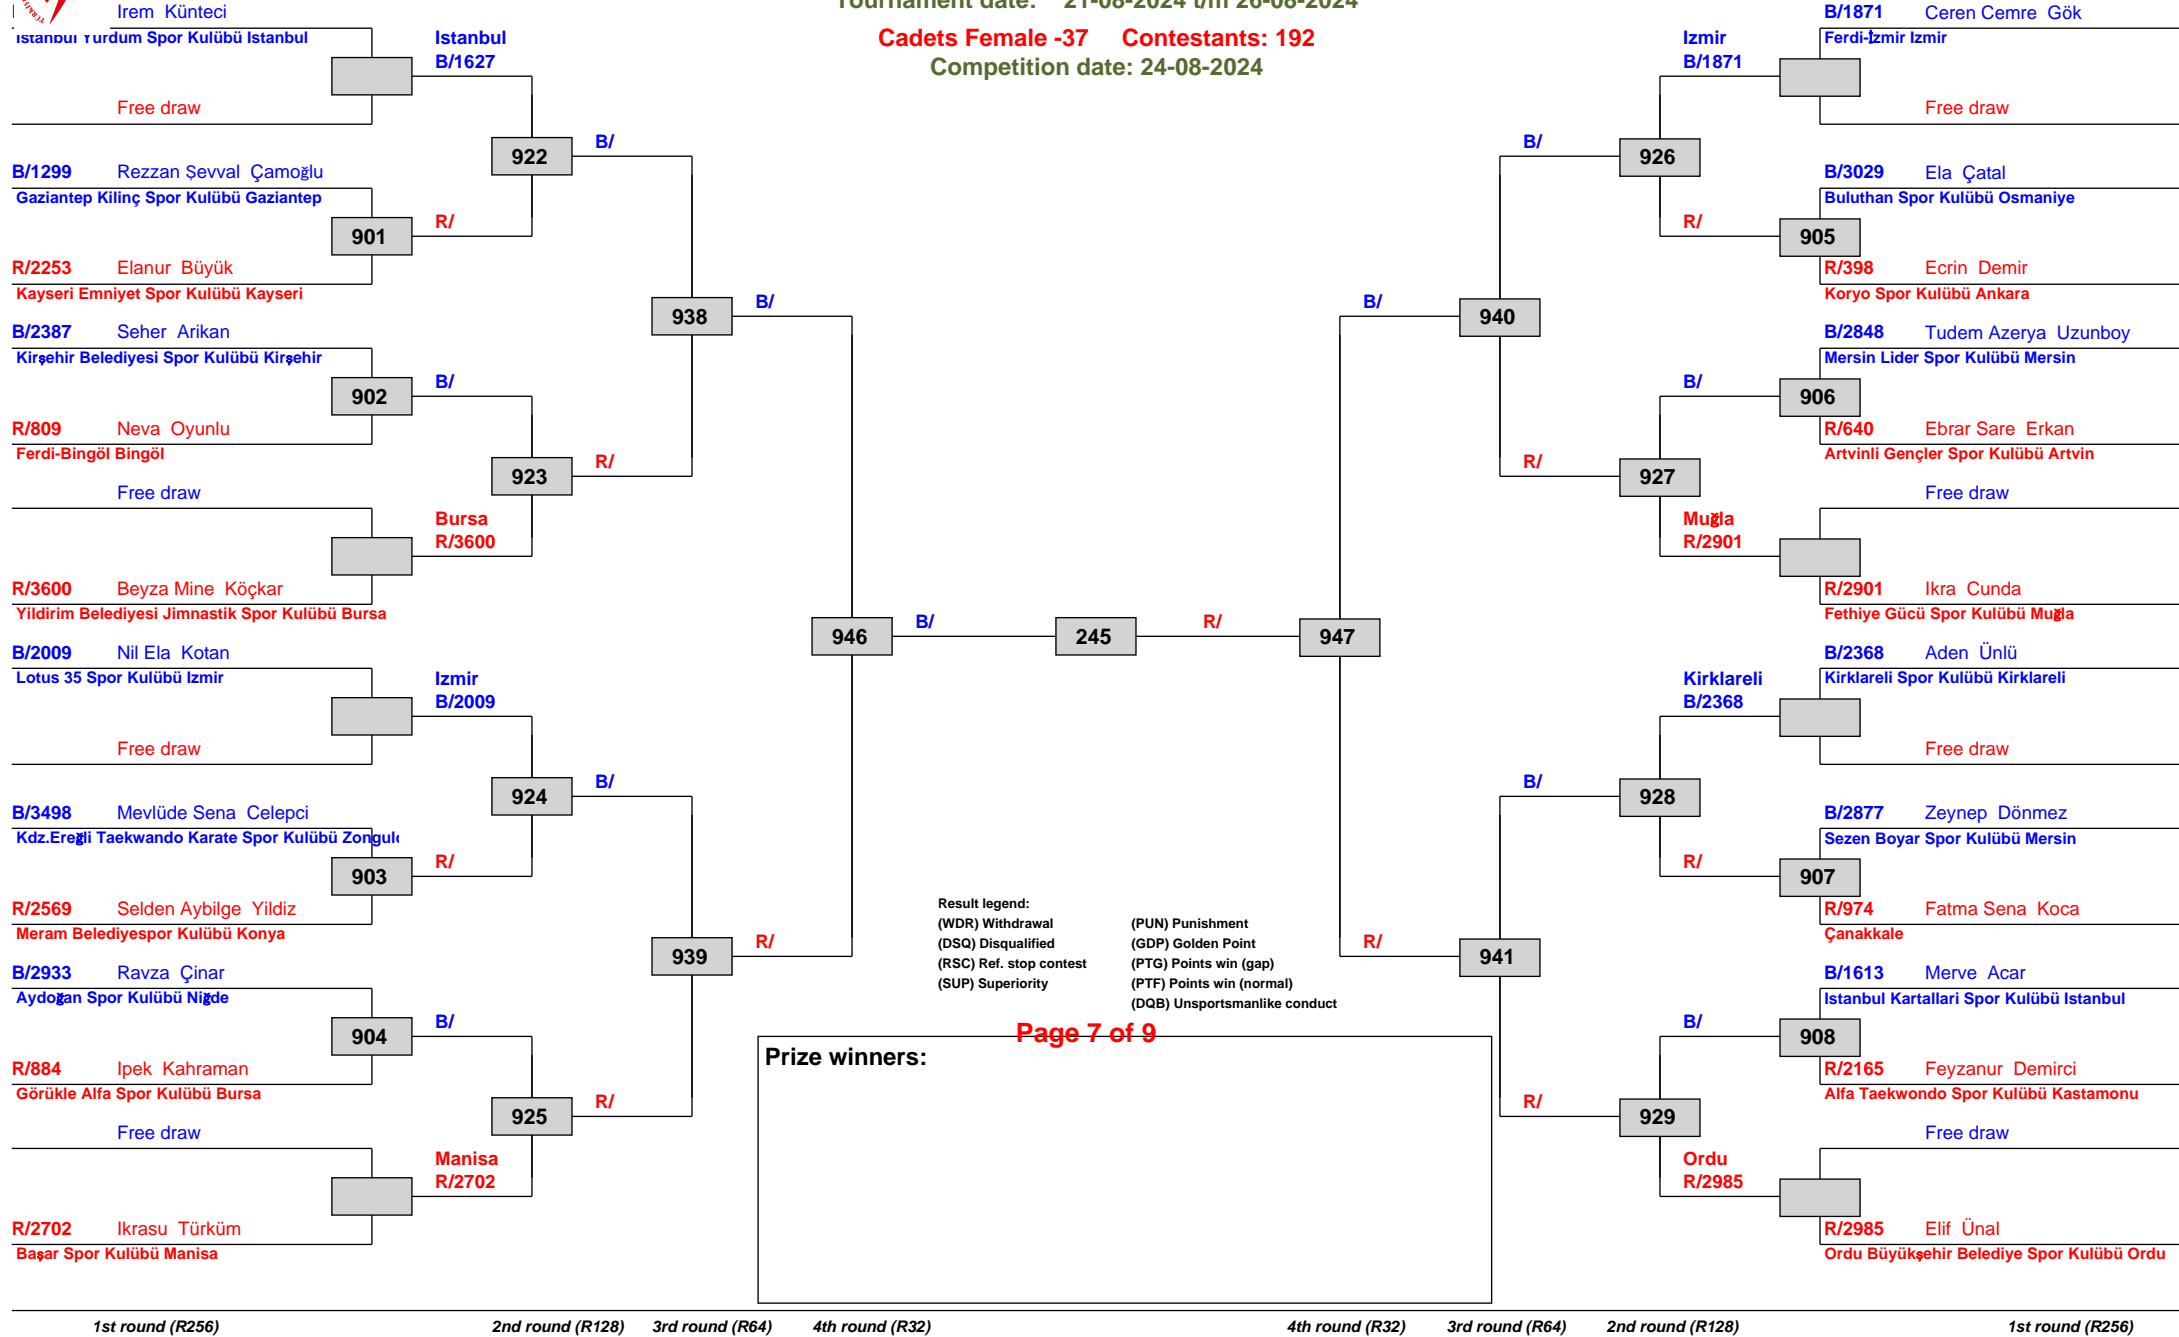 Tournament date: 21-08-2024 t/m 26-08-2024
Cadets Female -37 Contestants: 192
Competition date: 24-08-2024
Irem Künteci
Istanbul Yurdum Spor Kulübü Istanbul
Free draw
Istanbul
B/1627
B/1299 Rezzan Şevval Çamoğlu
Gaziantep Kilinç Spor Kulübü Gaziantep
901
R/2253 Elanur Büyük
Kayseri Emniyet Spor Kulübü Kayseri
R/
922
B/
B/2387 Seher Arikan
Kirşehir Belediyesi Spor Kulübü Kirşehir
902
R/809 Neva Oyunlu
Ferdi-Bingöl Bingöl
B/
923
R/
Free draw
Bursa
R/3600
R/3600 Beyza Mine Köçkar
Yildirim Belediyesi Jimnastik Spor Kulübü Bursa
938
B/
B/2009 Nil Ela Kotan
Lotus 35 Spor Kulübü Izmir
Free draw
Izmir
B/2009
924
B/
B/3498 Mevlüde Sena Celepci
Kdz.Ereğli Taekwando Karate Spor Kulübü Zongul
903
R/2569 Selden Aybilge Yildiz
Meram Belediyespor Kulübü Konya
R/
B/2933 Ravza Çinar
Aydoğan Spor Kulübü Niğde
904
R/884 Ipek Kahraman
Görükle Alfa Spor Kulübü Bursa
B/
925
R/
Free draw
Manisa
R/2702
R/2702 Ikrasu Türküm
Başar Spor Kulübü Manisa
939
R/
946
B/
245
R/
947
B/
R/
940
B/
R/
941
B/
R/
B/1871 Ceren Cemre Gök
Ferdi-İzmir Izmir
Izmir
B/1871
Free draw
926
R/
B/3029 Ela Çatal
Buluthan Spor Kulübü Osmaniye
905
R/398 Ecrin Demir
Koryo Spor Kulübü Ankara
B/2848 Tudem Azerya Uzunboy
Mersin Lider Spor Kulübü Mersin
B/
906
R/640 Ebrar Sare Erkan
Artvinli Gençler Spor Kulübü Artvin
927
Free draw
Muğla
R/2901
R/2901 Ikra Cunda
Fethiye Gücü Spor Kulübü Muğla
B/2368 Aden Ünlü
Kirklareli Spor Kulübü Kirklareli
Kirklareli
B/2368
Free draw
928
R/
B/2877 Zeynep Dönmez
Sezen Boyar Spor Kulübü Mersin
907
R/974 Fatma Sena Koca
Çanakkale
B/1613 Merve Acar
Istanbul Kartallari Spor Kulübü Istanbul
B/
908
R/2165 Feyzanur Demirci
Alfa Taekwondo Spor Kulübü Kastamonu
929
Free draw
Ordu
R/2985
R/2985 Elif Ünal
Ordu Büyükşehir Belediye Spor Kulübü Ordu
Result legend:
(WDR) Withdrawal (PUN) Punishment
(DSQ) Disqualified (GDP) Golden Point
(RSC) Ref. stop contest (PTG) Points win (gap)
(SUP) Superiority (PTF) Points win (normal)
(DQB) Unsportsmanlike conduct
Page 7 of 9
Prize winners:
1st round (R256) 2nd round (R128) 3rd round (R64) 4th round (R32) 4th round (R32) 3rd round (R64) 2nd round (R128) 1st round (R256)